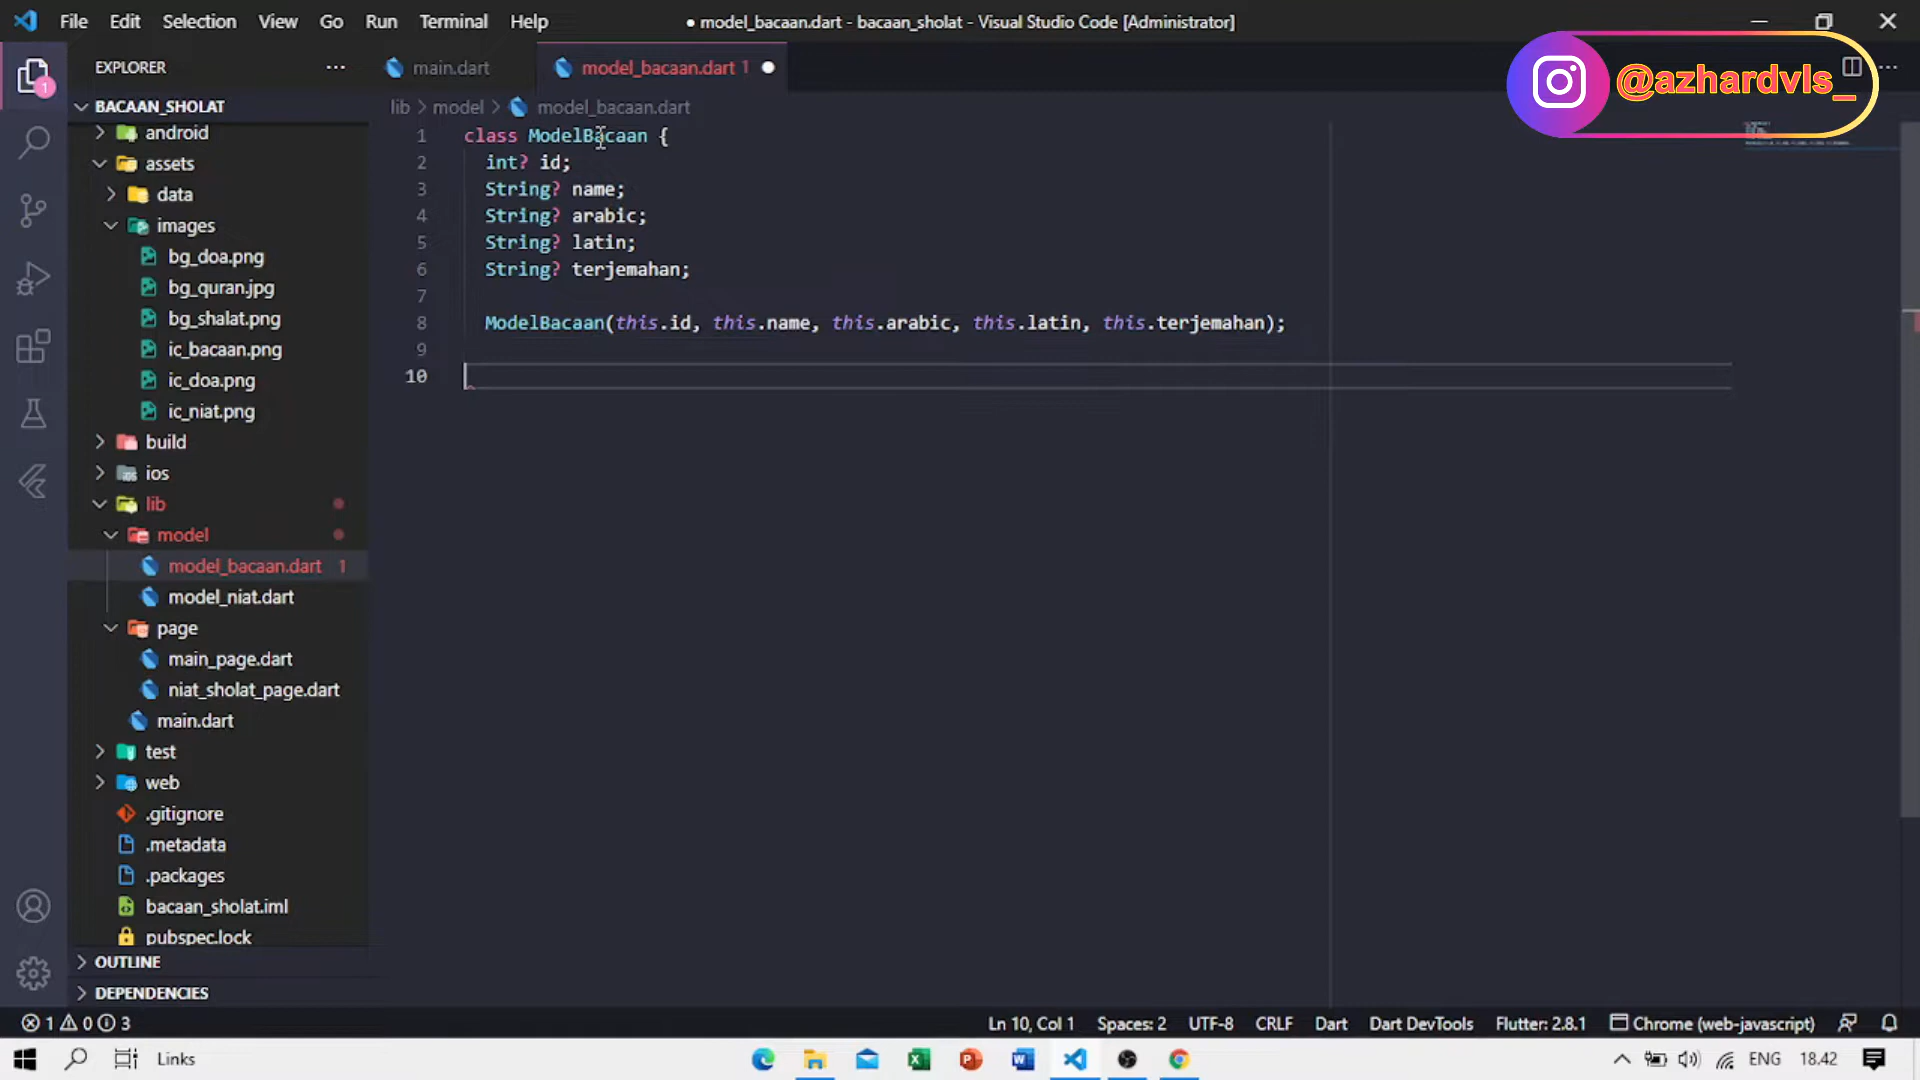 File Edit Selection View Go Run Terminal Help
● model_bacaan.dart - bacaan_sholat - Visual Studio Code [Administrator]
@azhardvls_
EXPLORER
main.dart
model_bacaan.dart 1
BACAAN_SHOLAT
lib > model > model_bacaan.dart
android
assets
data
images
bg_doa.png
bg_quran.jpg
bg_shalat.png
ic_bacaan.png
ic_doa.png
ic_niat.png
build
ios
lib
model
model_bacaan.dart 1
model_niat.dart
page
main_page.dart
niat_sholat_page.dart
main.dart
test
web
.gitignore
.metadata
.packages
bacaan_sholat.iml
pubspec.lock
OUTLINE
DEPENDENCIES
1 class ModelBacaan {
2 int? id;
3 String? name;
4 String? arabic;
5 String? latin;
6 String? terjemahan;
7
8 ModelBacaan(this.id, this.name, this.arabic, this.latin, this.terjemahan);
9
10
1 0 3
Ln 10, Col 1 Spaces: 2 UTF-8 CRLF Dart Dart DevTools Flutter: 2.8.1 Chrome (web-javascript)
Links
ENG 18.42